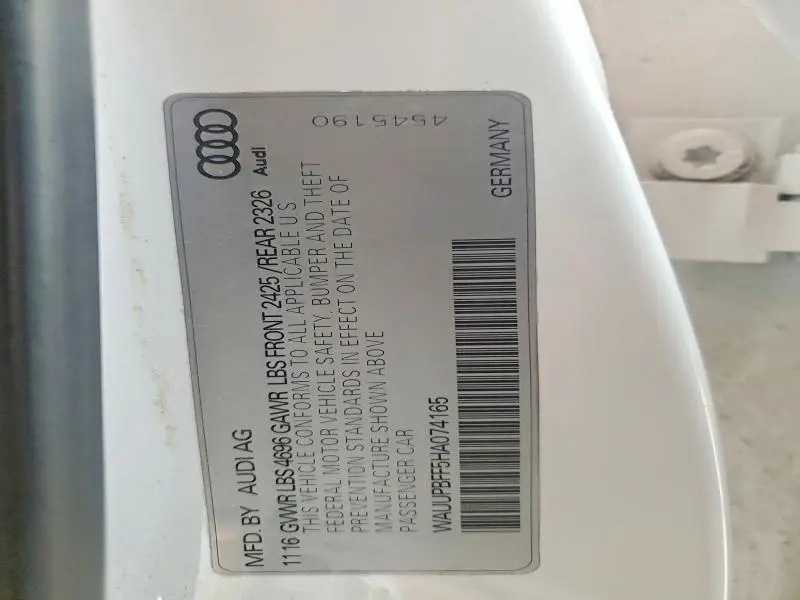 MFD. BY AUDI AG
Audi
1116 GVWR LBS 4696 GAWR LBS FRONT 2425 /REAR 2326
THIS VEHICLE CONFORMS TO ALL APPLICABLE U.S.
FEDERAL MOTOR VEHICLE SAFETY, BUMPER AND THEFT
PREVENTION STANDARDS IN EFFECT ON THE DATE OF
MANUFACTURE SHOWN ABOVE
PASSENGER CAR
WAUUPBFF5HA074165
4545190
GERMANY